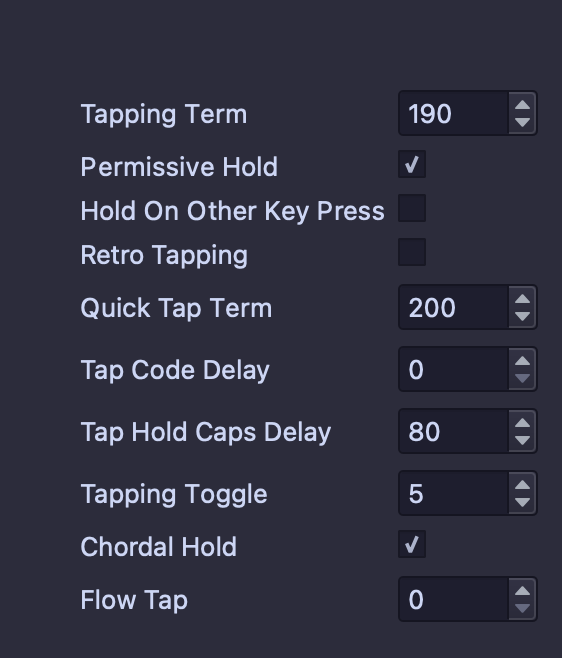 Tapping Term 190
Permissive Hold
Hold On Other Key Press
Retro Tapping
Quick Tap Term 200
Tap Code Delay 0
Tap Hold Caps Delay 80
Tapping Toggle 5
Chordal Hold
Flow Tap 0